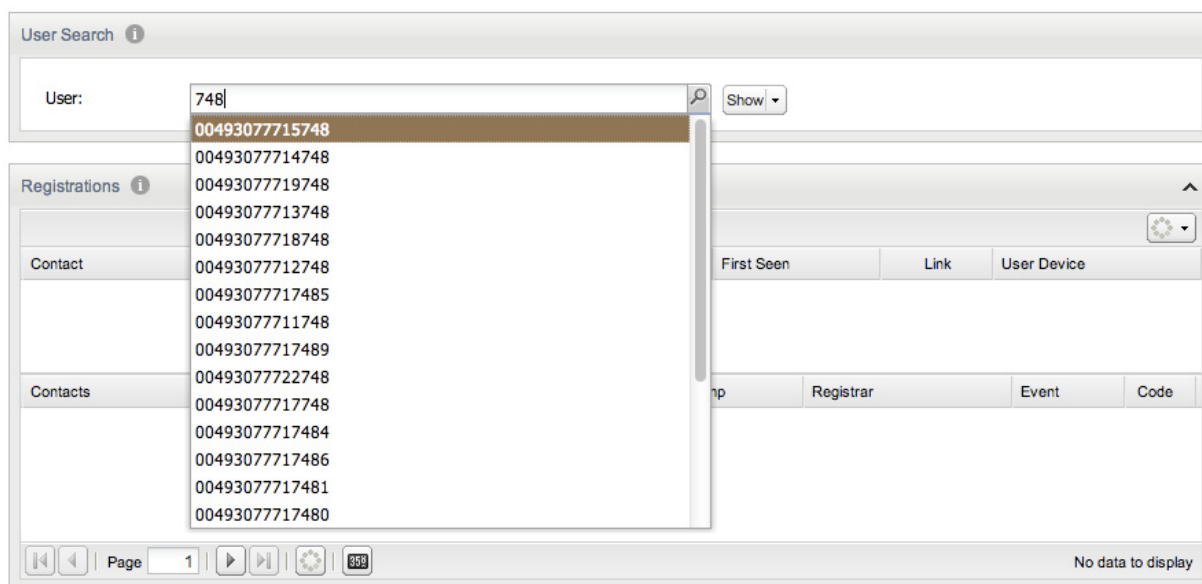 User Search i
User: 748 Show
00493077715748
00493077714748
00493077719748
00493077713748
00493077718748
00493077712748
00493077717485
00493077711748
00493077717489
00493077722748
00493077717748
00493077717484
00493077717486
00493077717481
00493077717480
Registrations i
Contact First Seen Link User Device
Contacts Registrar Event Code
Page 1 358 No data to display